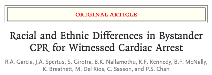 ORIGINAL ARTICLE
Racial and Ethnic Differences in Bystander
CPR for Witnessed Cardiac Arrest
R.A. Garcia, J.A. Spertus, S. Girotra, B.K. Nallamothu, K.F. Kennedy, B.F. McNally,
K. Breathett, M. Del Rios, C. Sasson, and P.S. Chan